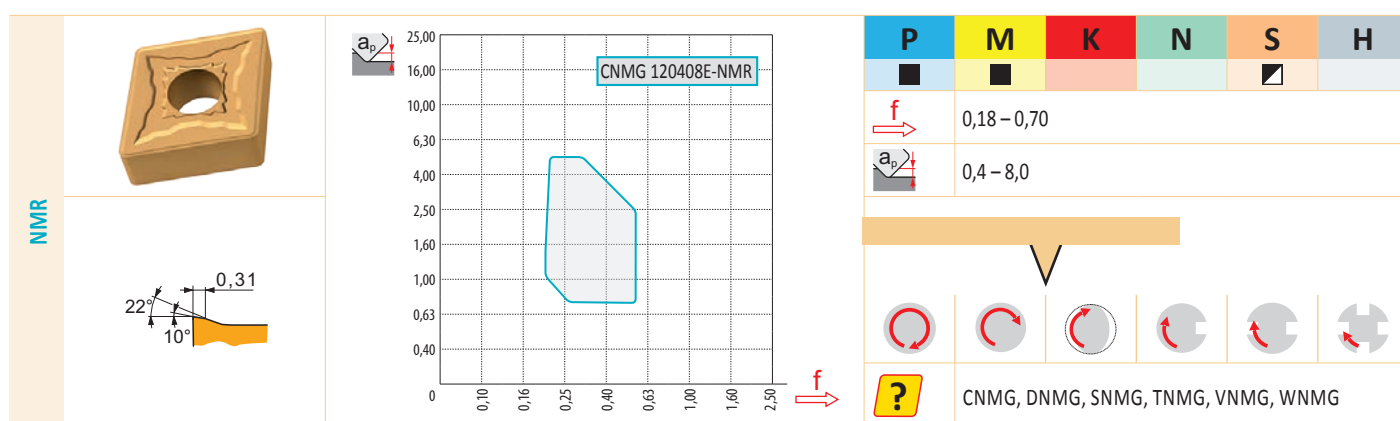 NMR
22°
10°
0,31
aₚ
25,00
16,00
10,00
6,30
4,00
2,50
1,60
1,00
0,63
0,40
0
CNMG 120408E-NMR
0,10
0,16
0,25
0,40
0,63
1,00
1,60
2,50
f
P M K N S H
f 0,18 – 0,70
aₚ 0,4 – 8,0
? CNMG, DNMG, SNMG, TNMG, VNMG, WNMG